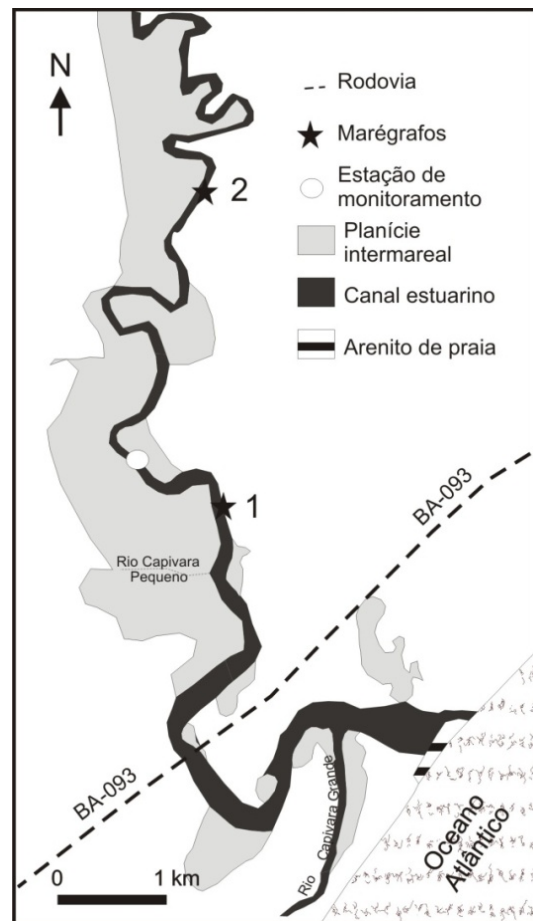 N
Rodovia
Marégrafos
Estação de
monitoramento
Planície
intermareal
Canal estuarino
Arenito de praia
2
1
BA-093
Rio Capivara
Pequeno
BA-093
Rio Capivara Grande
Oceano
Atlântico
0 1 km